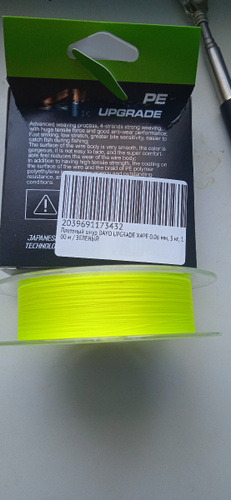 PE
UPGRADE
Advanced weaving process, 4-strands strong weaving,
with huge tensile force and good anti-wear performance
Fast smiling, low stretch, greater bite sensitivity, easier to
catch fish during fishing
The surface of the wire body is very smooth, the color is
gorgeous, it is not easy to fade, and the super comfort-
able feel reduces the wear of the wire body;
In addition to having high tensile strength, the coating on
the surface of the wire and the braid of PE polymer
polyethylene
resistance, and
conditions.
2039691173432
Плетеный шнур DAYO UPGRADE X4PE 0.06 мм, 3 кг, 1
00 м / ЗЕЛЕНЫЙ
JAPANESE
TECHNOLO